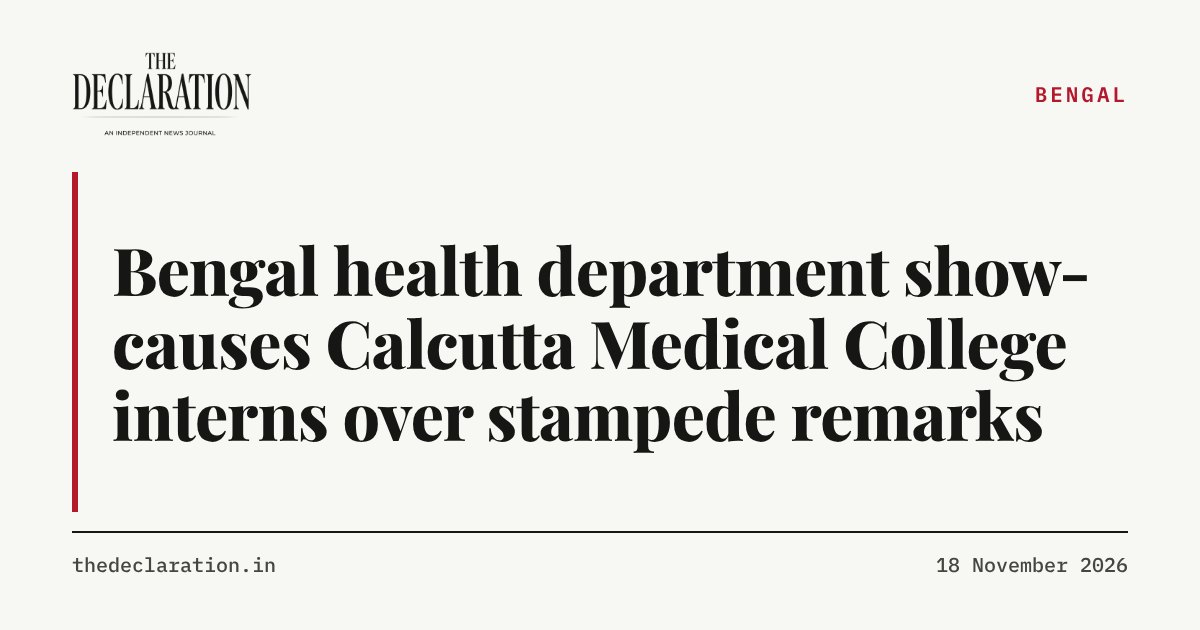 THE
DECLARATION
AN INDEPENDENT NEWS JOURNAL
BENGAL
Bengal health department show-
causes Calcutta Medical College
interns over stampede remarks
thedeclaration.in
18 November 2026